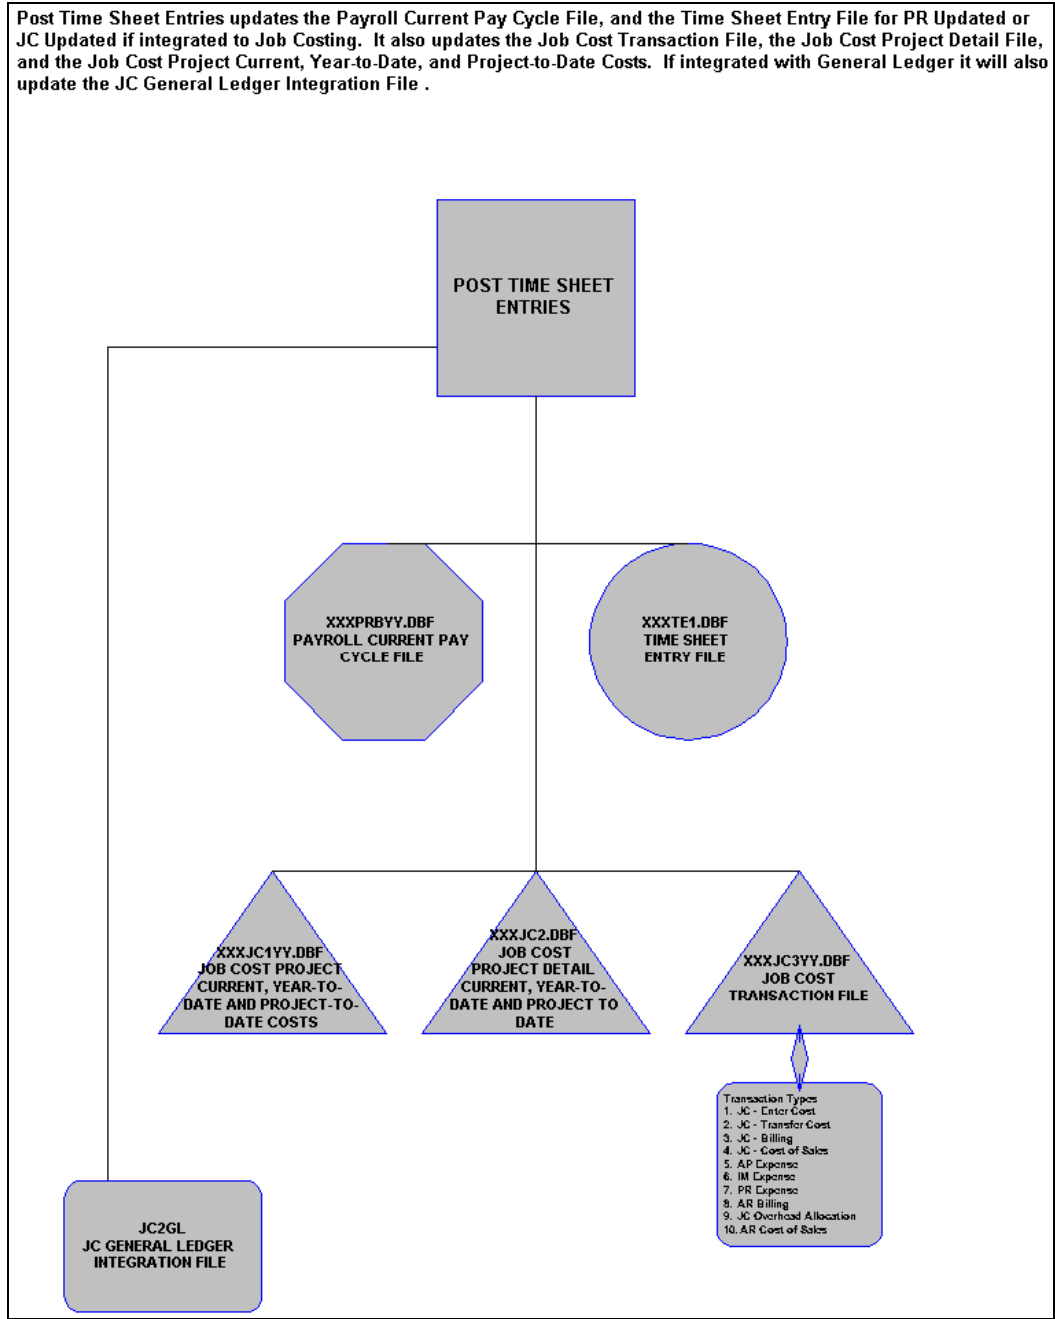 Post Time Sheet Entries updates the Payroll Current Pay Cycle File, and the Time Sheet Entry File for PR Updated or
JC Updated if integrated to Job Costing.  It also updates the Job Cost Transaction File, the Job Cost Project Detail File,
and the Job Cost Project Current, Year-to-Date, and Project-to-Date Costs.  If integrated with General Ledger it will also
update the JC General Ledger Integration File .
POST TIME SHEET
ENTRIES
XXXPRBYY.DBF
PAYROLL CURRENT PAY
CYCLE FILE
XXXTE1.DBF
TIME SHEET
ENTRY FILE
XXXJC1YY.DBF
JOB COST PROJECT
CURRENT, YEAR-TO-
DATE AND PROJECT-TO-
DATE COSTS
XXXJC2.DBF
JOB COST
PROJECT DETAIL
CURRENT, YEAR-TO-
DATE AND PROJECT TO
DATE
XXXJC3YY.DBF
JOB COST
TRANSACTION FILE
Transaction Types
1. JC - Enter Cost
2. JC - Transfer Cost
3. JC - Billing
4. JC - Cost of Sales
5. AP Expense
6. IM Expense
7. PR Expense
8. AR Billing
9. JC Overhead Allocation
10. AR Cost of Sales
JC2GL
JC GENERAL LEDGER
INTEGRATION FILE